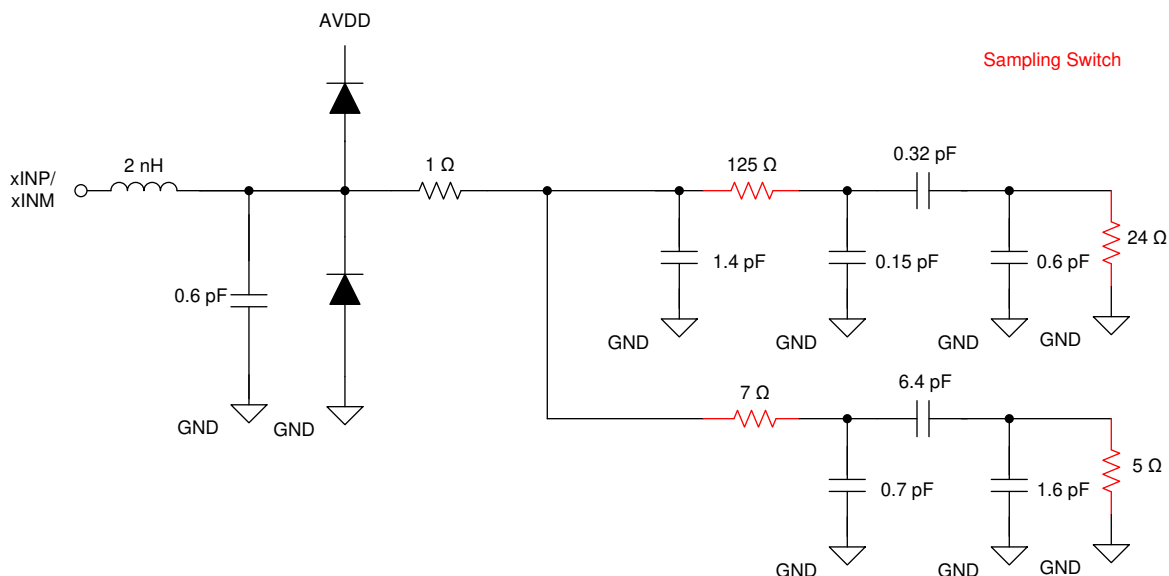 AVDD
Sampling Switch
xINP/
xINM
2 nH
1 Ω
125 Ω
0.32 pF
24 Ω
0.6 pF
1.4 pF
0.15 pF
0.6 pF
GND
GND
GND
GND
7 Ω
6.4 pF
GND
GND
5 Ω
0.7 pF
1.6 pF
GND
GND
GND